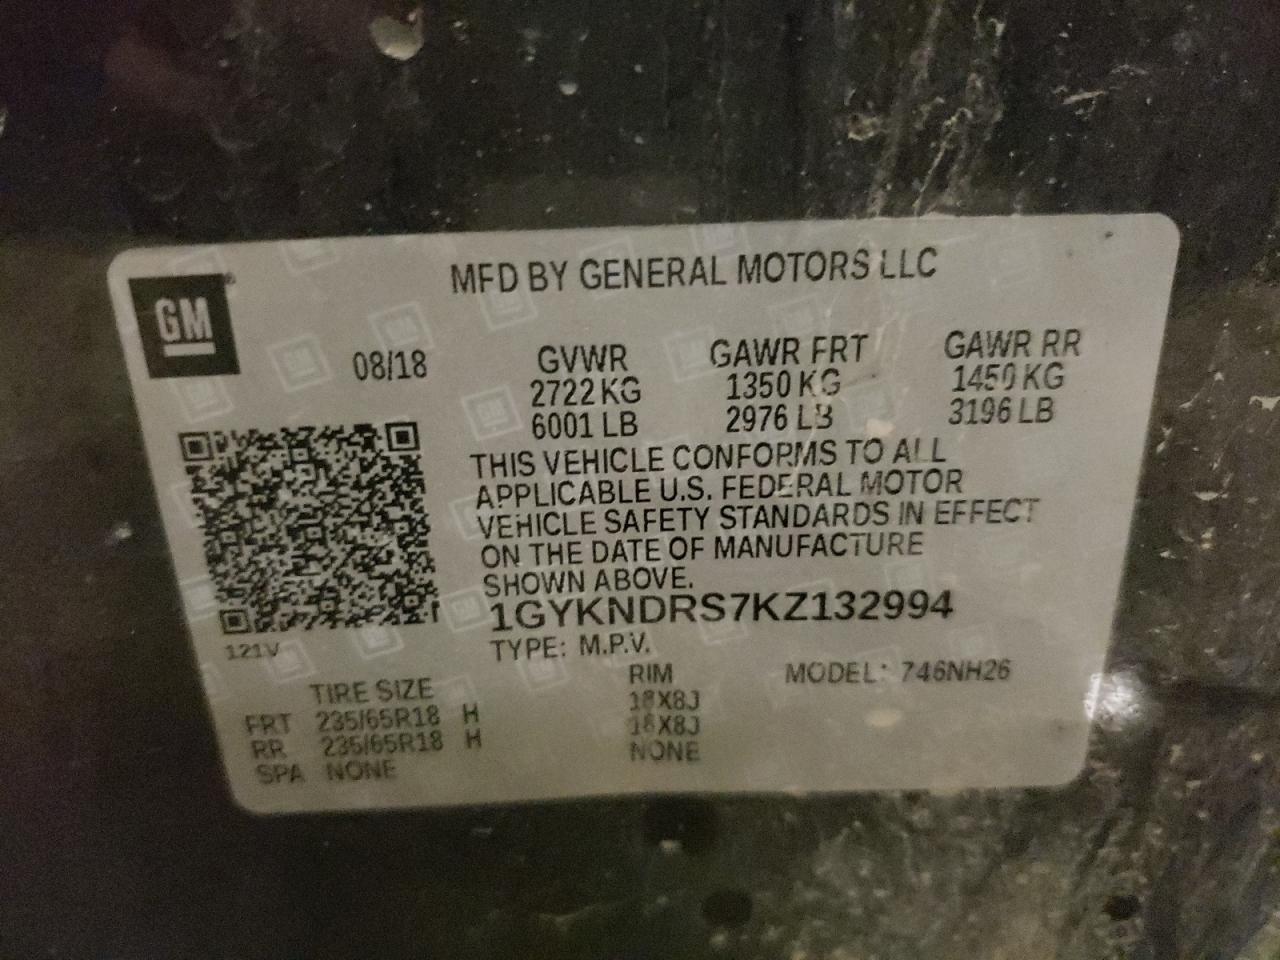 GM
MFD BY GENERAL MOTORS LLC
08/18
GVWR GAWR FRT GAWR RR
2722 KG 1350 KG 1450 KG
6001 LB 2976 LB 3196 LB
THIS VEHICLE CONFORMS TO ALL
APPLICABLE U.S. FEDERAL MOTOR
VEHICLE SAFETY STANDARDS IN EFFECT
ON THE DATE OF MANUFACTURE
SHOWN ABOVE.
1GYKNDRS7KZ132994
121V
TYPE: M.P.V.
TIRE SIZE RIM MODEL: 746NH26
FRT 235/65R18 H 18X8J
RR 235/65R18 H 18X8J
SPA NONE NONE